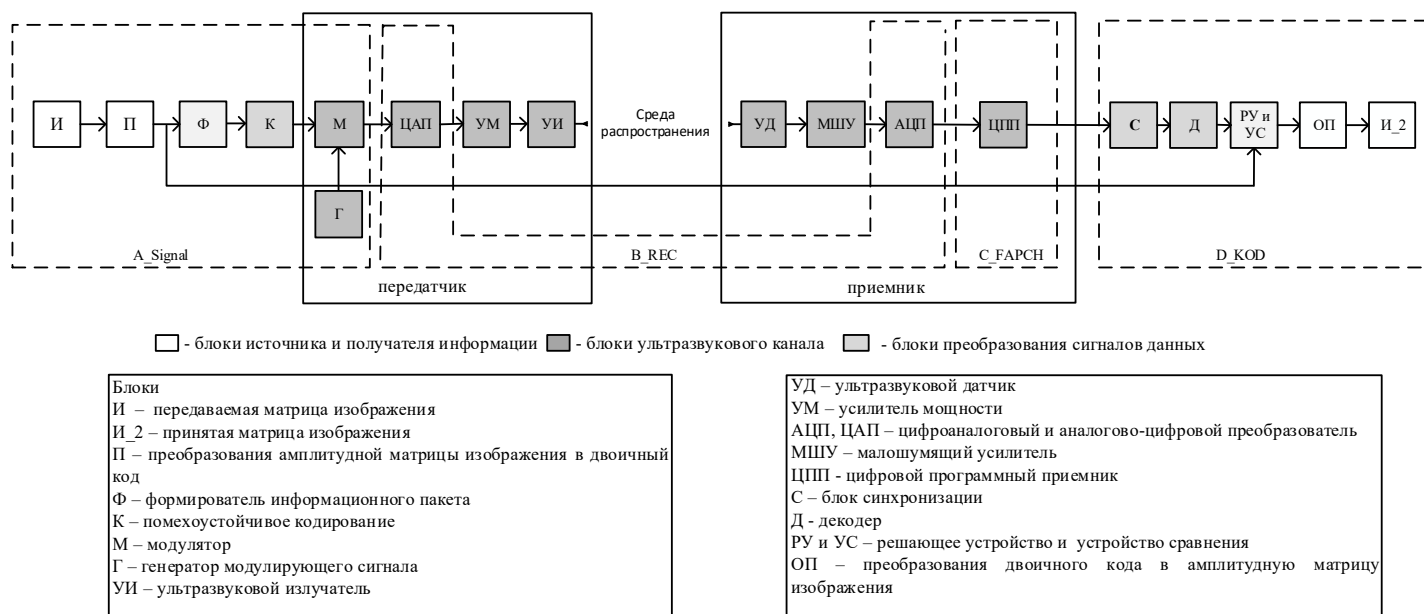 И
П
Ф
К
М
ЦАП
УМ
УИ
Среда
распространения
УД
МШУ
АЦП
ЦПП
С
Д
РУ и
УС
ОП
И_2
Г
A_Signal
B_REC
C_FAPCH
D_KOD
передатчик
приемник
- блоки источника и получателя информации
- блоки ультразвукового канала
- блоки преобразования сигналов данных
Блоки
И – передаваемая матрица изображения
И_2 – принятая матрица изображения
П – преобразования амплитудной матрицы изображения в двоичный
код
Ф – формирователь информационного пакета
К – помехоустойчивое кодирование
М – модулятор
Г – генератор модулирующего сигнала
УИ – ультразвуковой излучатель
УД – ультразвуковой датчик
УМ – усилитель мощности
АЦП, ЦАП – цифроаналоговый и аналогово-цифровой преобразователь
МШУ – малошумящий усилитель
ЦПП - цифровой программный приемник
С – блок синхронизации
Д - декодер
РУ и УС – решающее устройство и устройство сравнения
ОП – преобразования двоичного кода в амплитудную матрицу
изображения